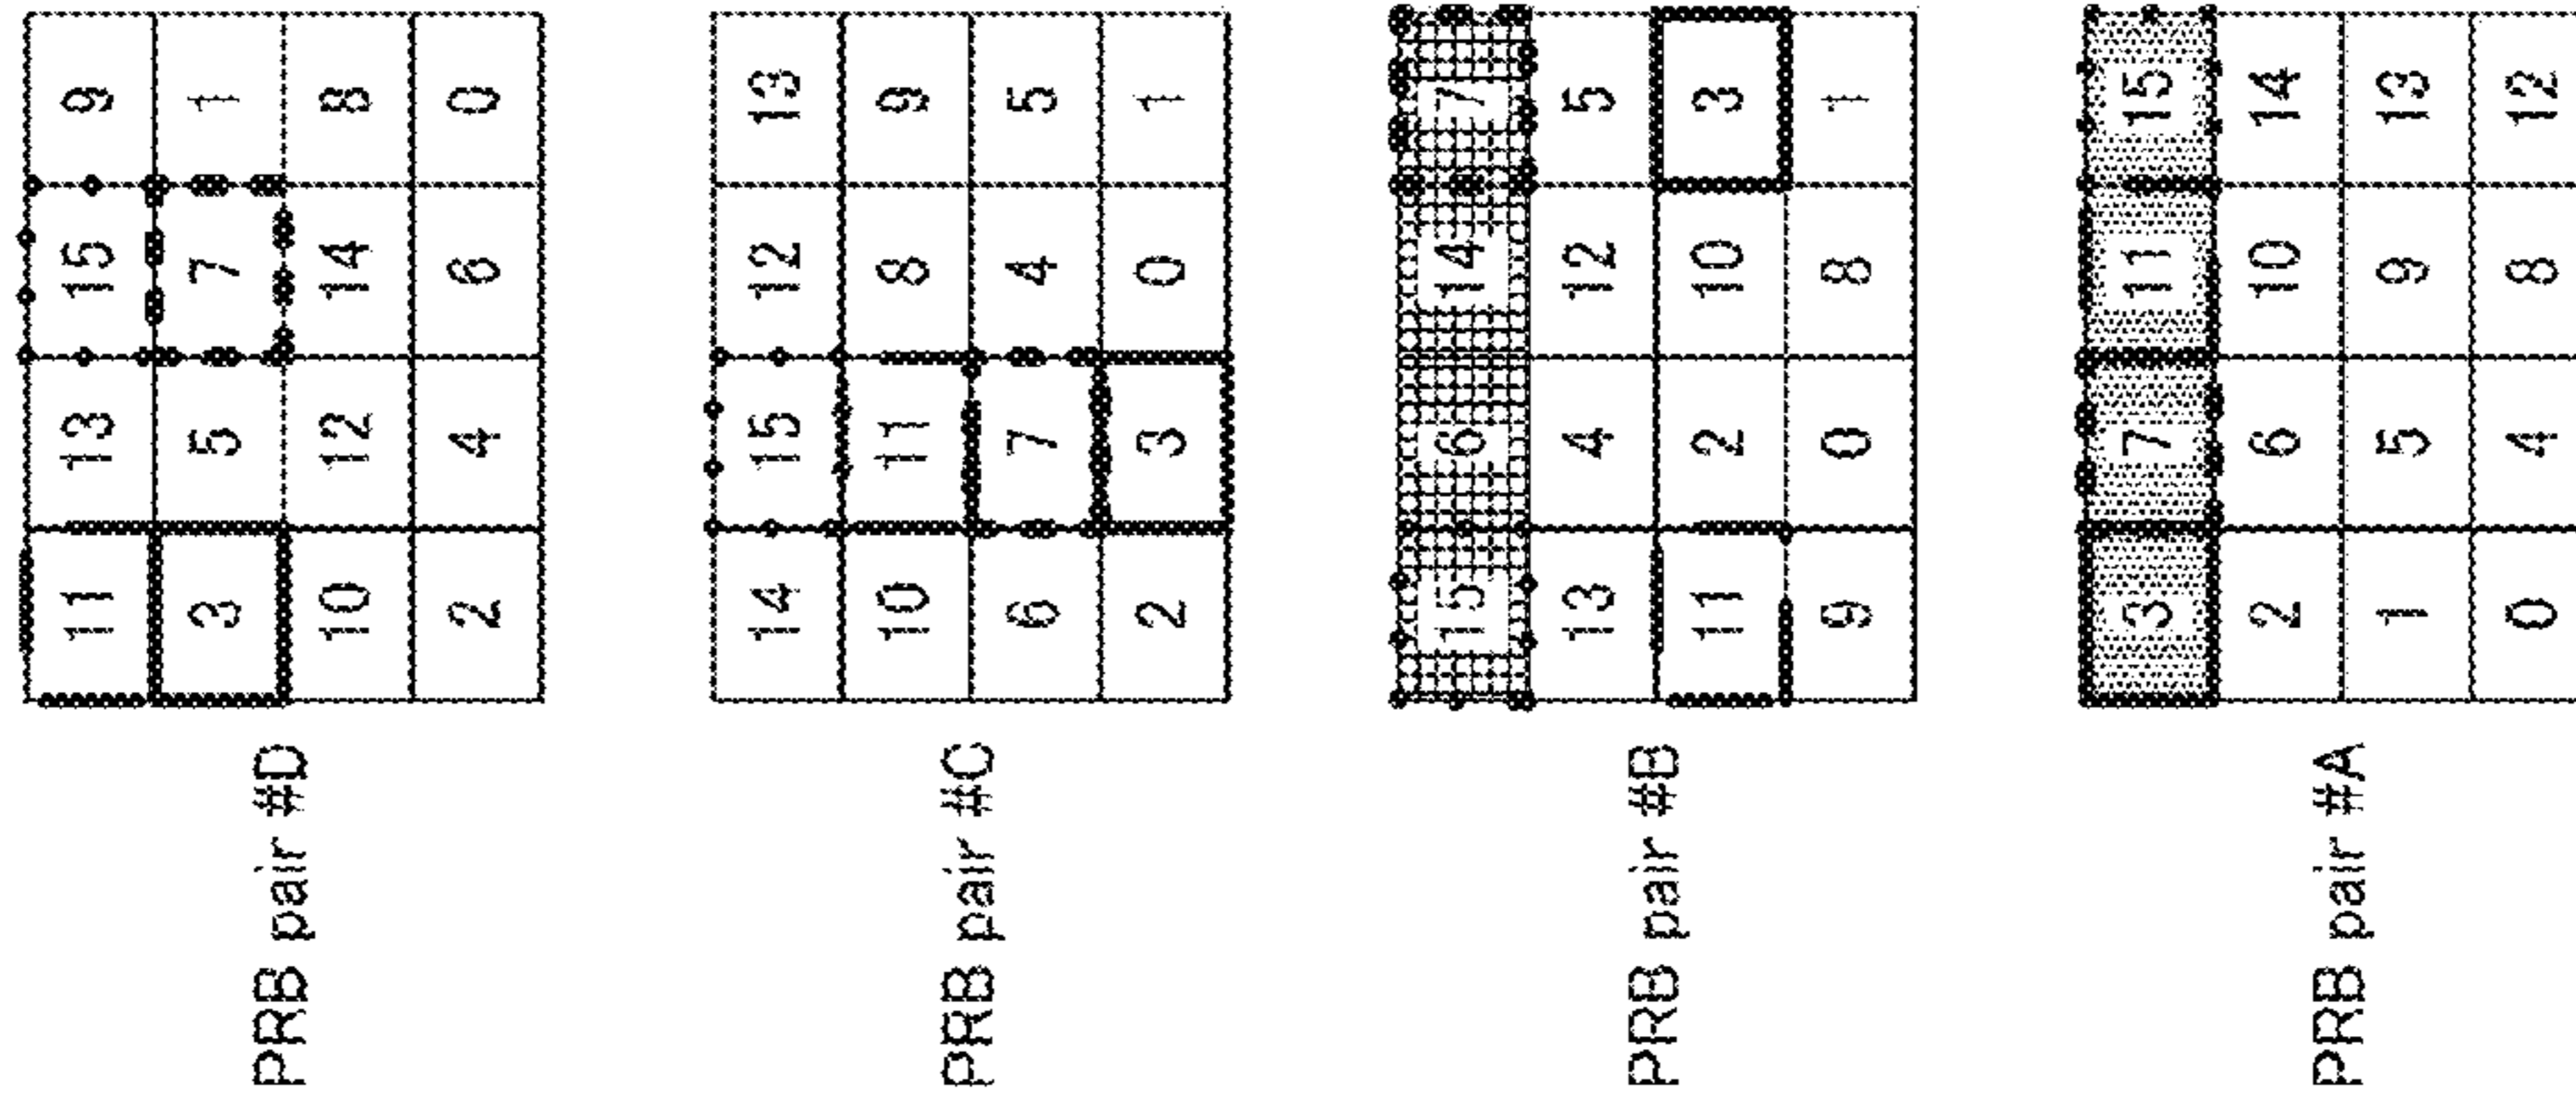 PRB pair #D
11 13 15 9
3 5 7 1
10 12 14 8
2 4 6 0
PRB pair #C
14 15 12 13
10 11 8 9
6 7 4 5
2 3 0 1
PRB pair #B
15 6 14 7
13 4 12 5
11 2 10 3
9 0 8 1
PRB pair #A
3 7 11 15
2 6 10 14
1 5 9 13
0 4 8 12